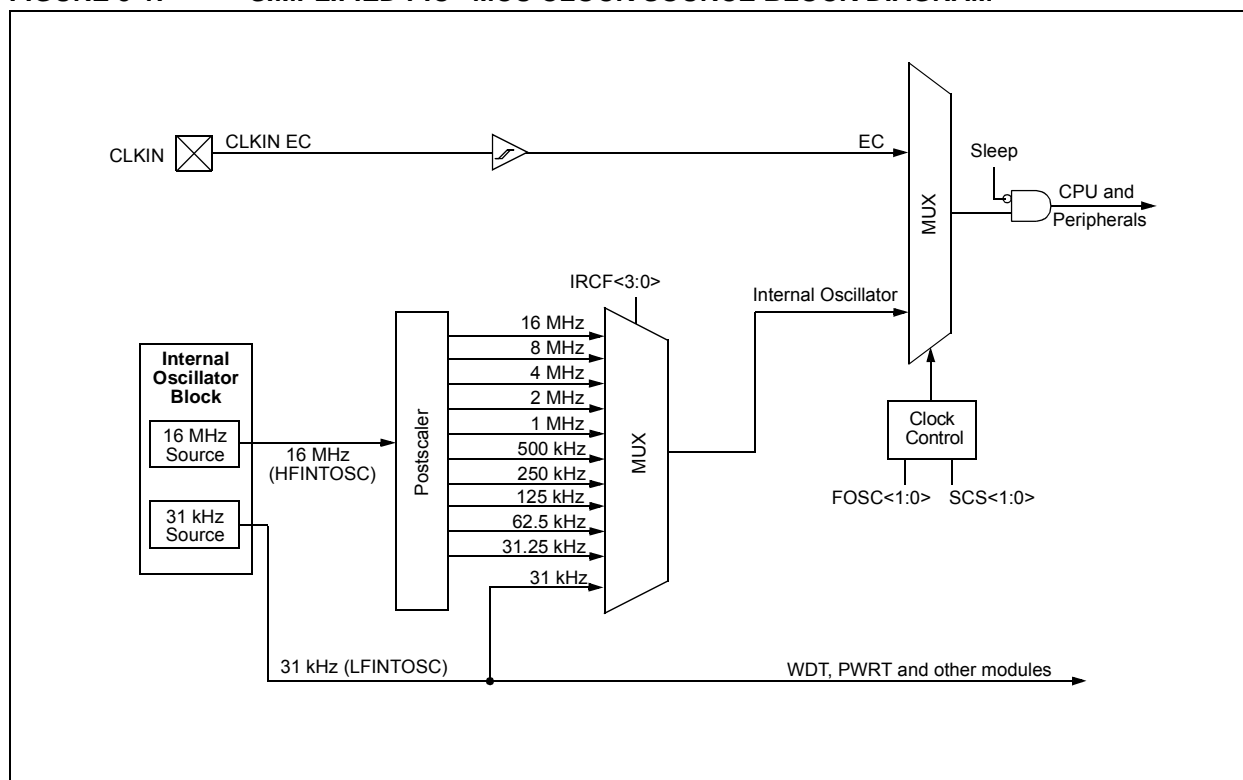 CLKIN
CLKIN EC
EC
Sleep
CPU and
Peripherals
MUX
IRCF<3:0>
Internal Oscillator
16 MHz
8 MHz
4 MHz
2 MHz
1 MHz
500 kHz
250 kHz
125 kHz
62.5 kHz
31.25 kHz
31 kHz
Internal
Oscillator
Block
16 MHz
Source
31 kHz
Source
16 MHz
(HFINTOSC)
Postscaler
MUX
Clock
Control
FOSC<1:0>
SCS<1:0>
31 kHz (LFINTOSC)
WDT, PWRT and other modules